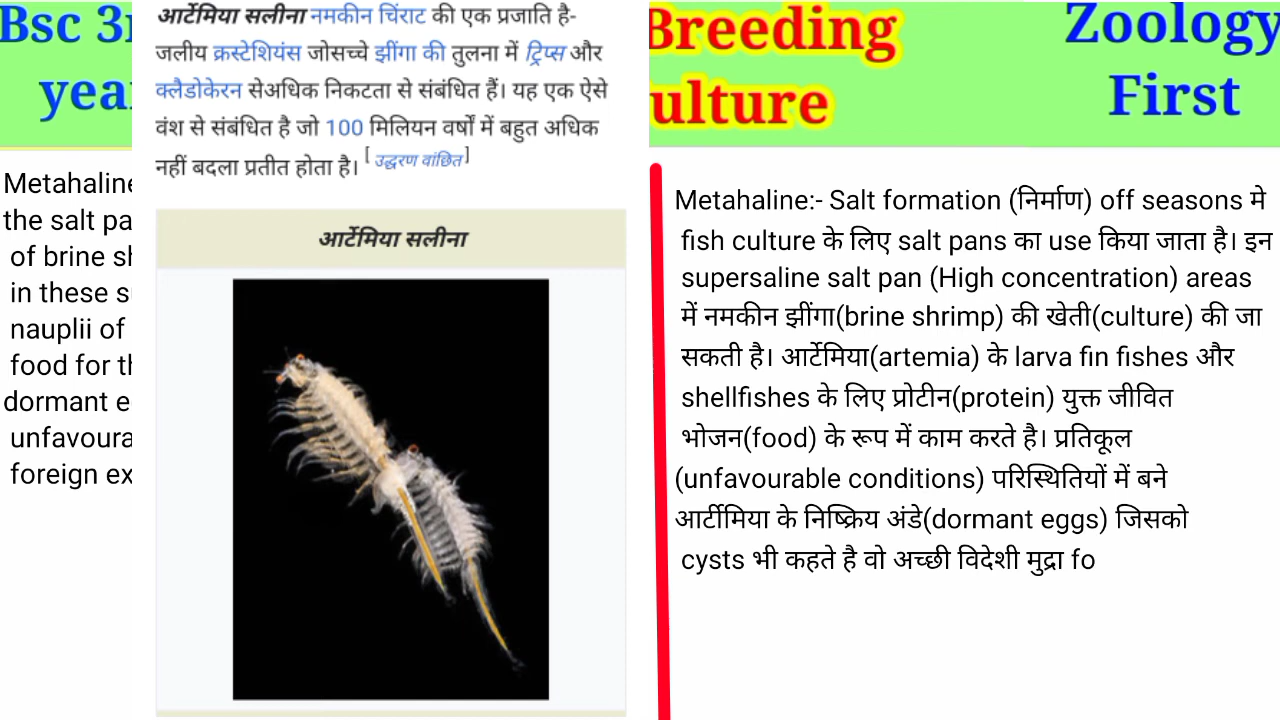 Bsc 3
yea
Metahaline
the salt pa
of brine sh
in these s
nauplii of
food for th
dormant e
unfavoura
foreign ex
आर्टेमिया सलीना नमकीन चिंराट की एक प्रजाति है-
जलीय क्रस्टेशियंस जोसच्चे झींगा की तुलना में ट्रिप्स और
क्लैडोकेरन सेअधिक निकटता से संबंधित हैं। यह एक ऐसे
वंश से संबंधित है जो 100 मिलियन वर्षों में बहुत अधिक
नहीं बदला प्रतीत होता है। [ उद्धरण वांछित ]
आर्टेमिया सलीना
Breeding
ulture
Zoology
First
Metahaline:- Salt formation (निर्माण) off seasons मे
fish culture के लिए salt pans का use किया जाता है। इन
supersaline salt pan (High concentration) areas
में नमकीन झींगा(brine shrimp) की खेती(culture) की जा
सकती है। आर्टेमिया(artemia) के larva fin fishes और
shellfishes के लिए प्रोटीन(protein) युक्त जीवित
भोजन(food) के रूप में काम करते है। प्रतिकूल
(unfavourable conditions) परिस्थितियों में बने
आर्टीमिया के निष्क्रिय अंडे(dormant eggs) जिसको
cysts भी कहते है वो अच्छी विदेशी मुद्रा fo